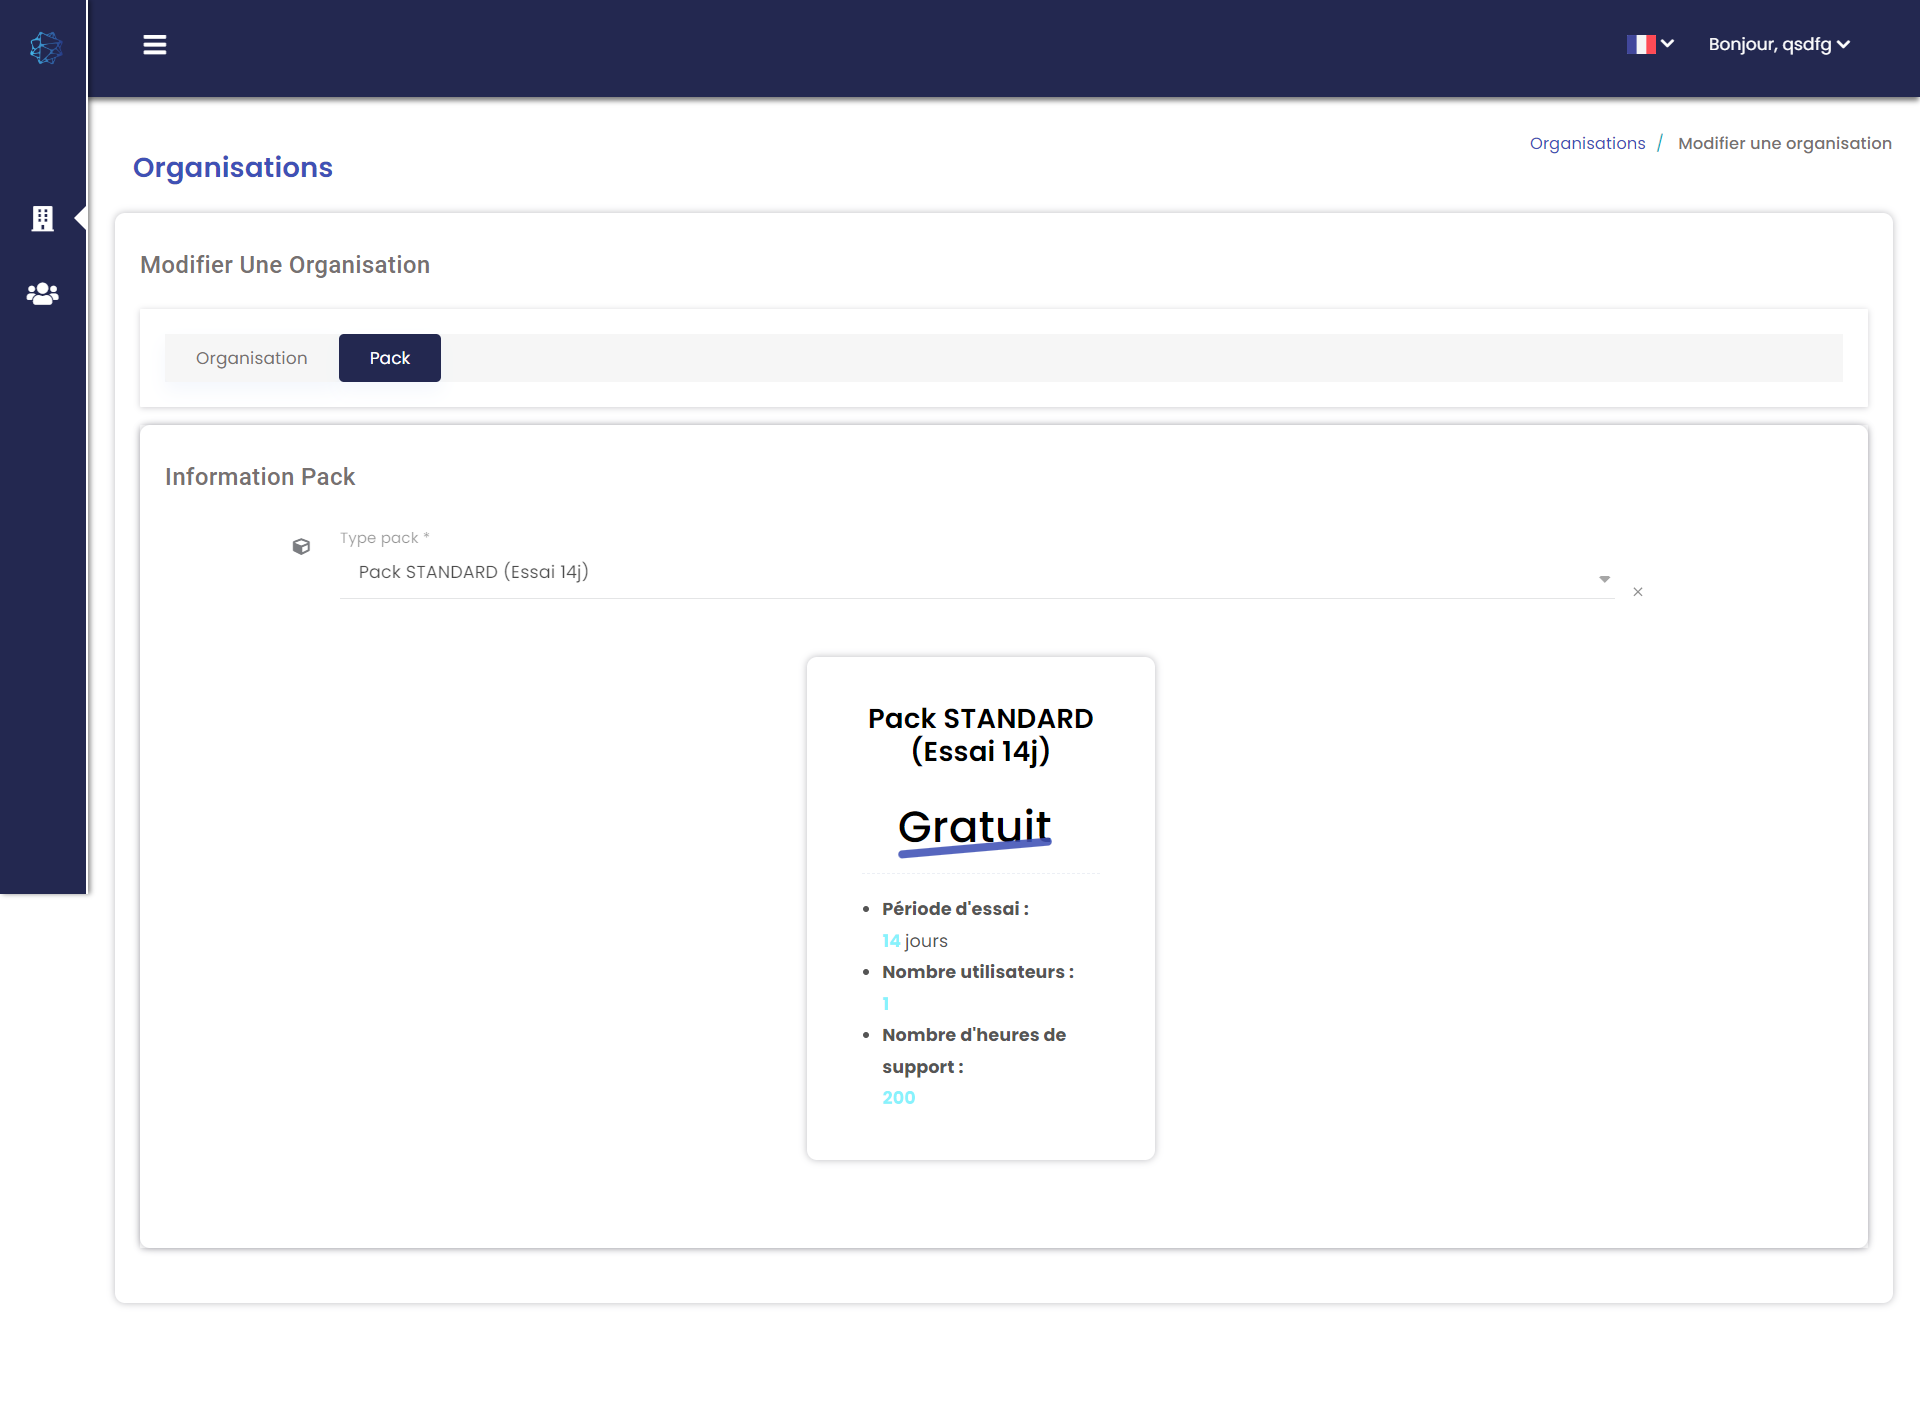 Bonjour, qsdfg
Organisations / Modifier une organisation
Organisations
Modifier Une Organisation
Organisation
Pack
Information Pack
Type pack *
Pack STANDARD (Essai 14j)
×
Pack STANDARD
(Essai 14j)
Gratuit
• Période d'essai :
14 jours
• Nombre utilisateurs :
1
• Nombre d'heures de
support :
200